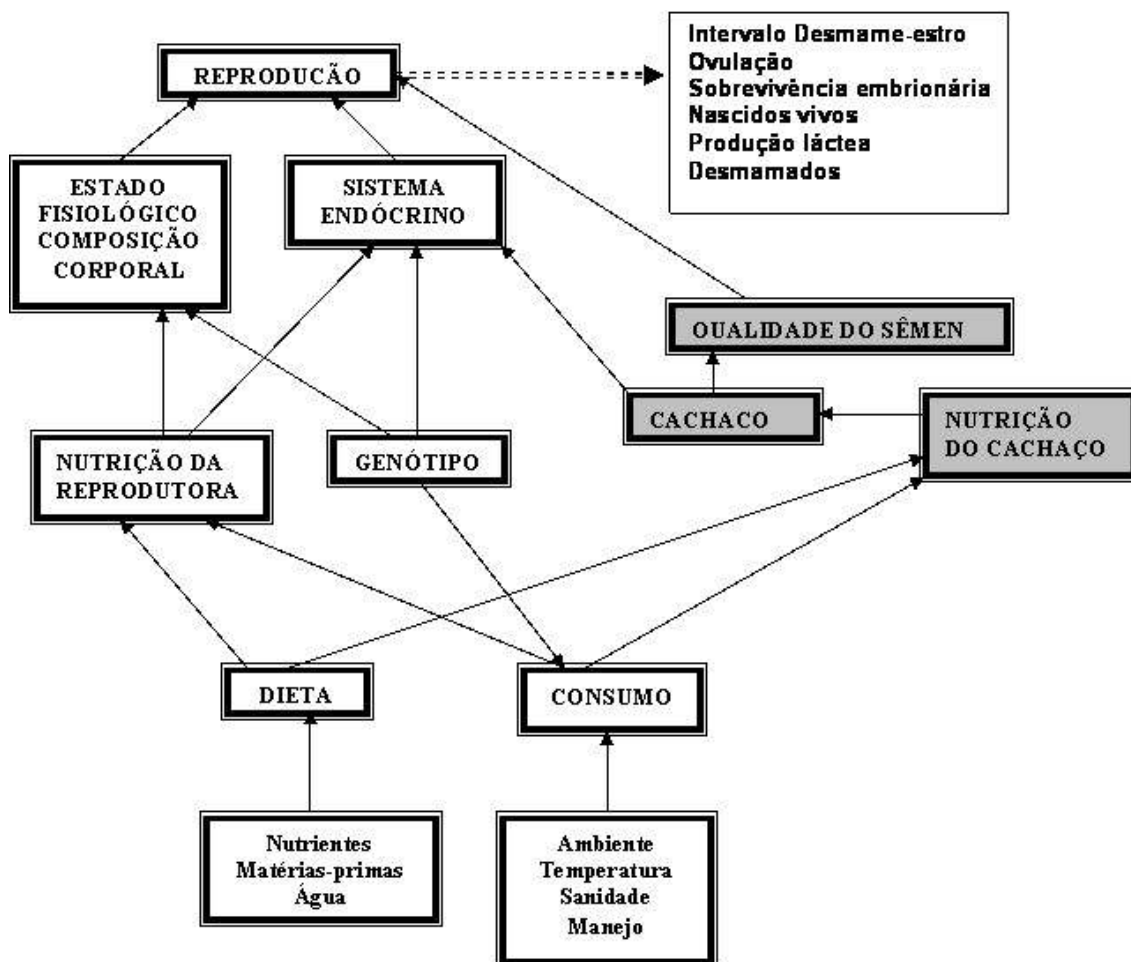 REPRODUCÃO
Intervalo Desmame-estro
Ovulação
Sobrevivência embrionária
Nascidos vivos
Produção láctea
Desmamados
ESTADO
FISIOLÓGICO
COMPOSIÇÃO
CORPORAL
SISTEMA
ENDÓCRINO
OUALIDADE DO SÊMEN
CACHACO
NUTRIÇÃO
DO CACHAÇO
NUTRIÇÃO DA
REPRODUTORA
GENÓTIPO
DIETA
CONSUMO
Nutrientes
Matérias-primas
Água
Ambiente
Temperatura
Sanidade
Manejo